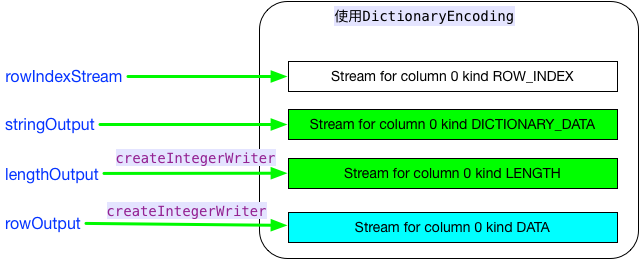 使用DictionaryEncoding
rowIndexStream
Stream for column 0 kind ROW_INDEX
stringOutput
Stream for column 0 kind DICTIONARY_DATA
createIntegerWriter
lengthOutput
Stream for column 0 kind LENGTH
createIntegerWriter
rowOutput
Stream for column 0 kind DATA